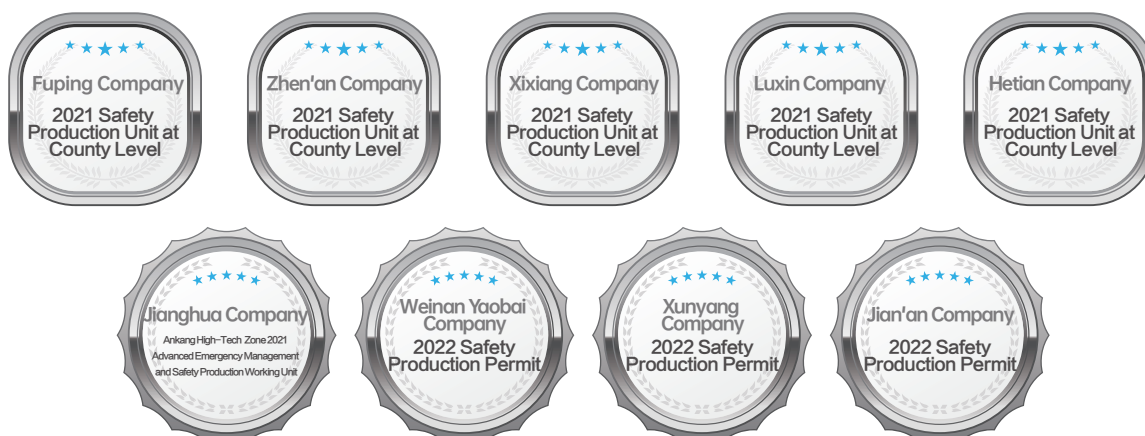 Fuping Company
2021 Safety
Production Unit at
County Level
Zhen'an Company
2021 Safety
Production Unit at
County Level
Xixiang Company
2021 Safety
Production Unit at
County Level
Luxin Company
2021 Safety
Production Unit at
County Level
Hetian Company
2021 Safety
Production Unit at
County Level
Jianghua Company
Ankang High-Tech Zone 2021
Advanced Emergency Management
and Safety Production Working Unit
Weinan Yaobai
Company
2022 Safety
Production Permit
Xunyang
Company
2022 Safety
Production Permit
Jian'an Company
2022 Safety
Production Permit